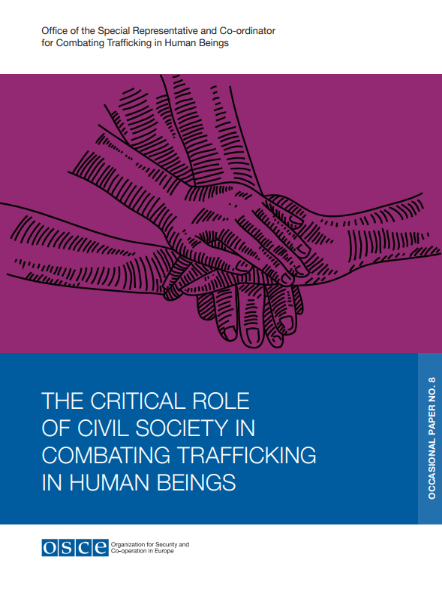 Office of the Special Representative and Co-ordinator
for Combating Trafficking in Human Beings
THE CRITICAL ROLE
OF CIVIL SOCIETY IN
COMBATING TRAFFICKING
IN HUMAN BEINGS
OCCASIONAL PAPER NO. 8
osce Organization for Security and
Co-operation in Europe